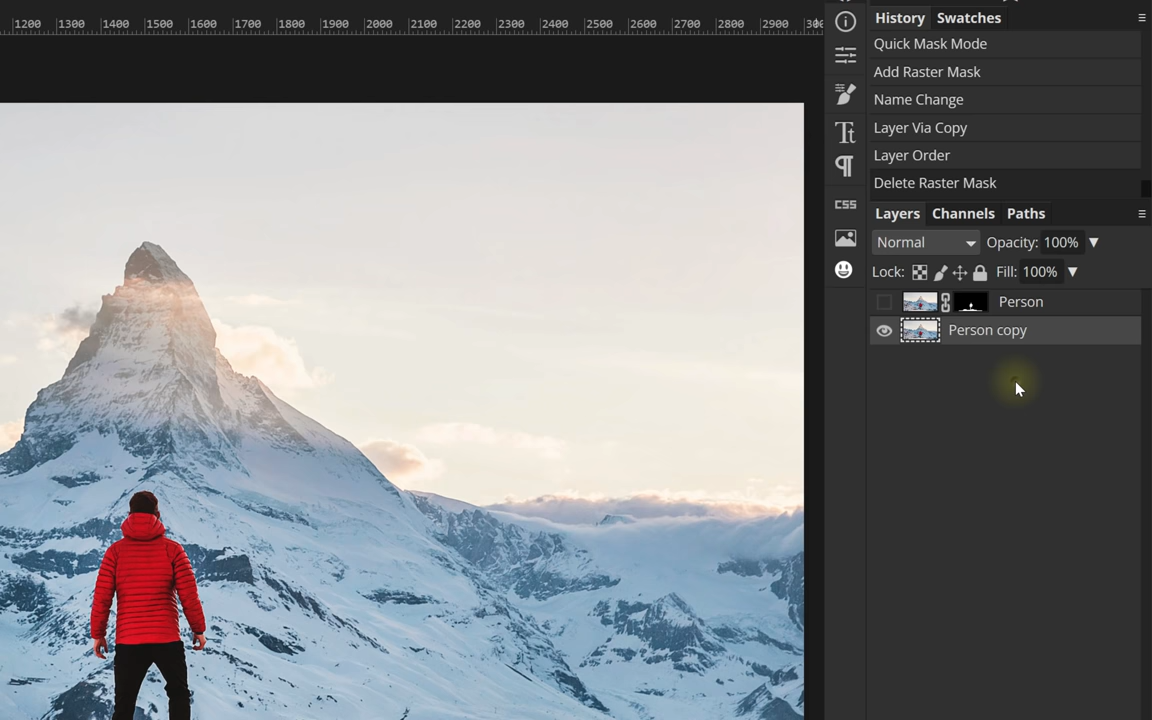 1200 1300 1400 1500 1600 1700 1800 1900 2000 2100 2200 2300 2400 2500 2600 2700 2800 2900
History Swatches
Quick Mask Mode
Add Raster Mask
Name Change
Layer Via Copy
Layer Order
Delete Raster Mask
Tt
¶
CSS
Layers Channels Paths
Normal Opacity: 100%
Lock: Fill: 100%
Person
Person copy